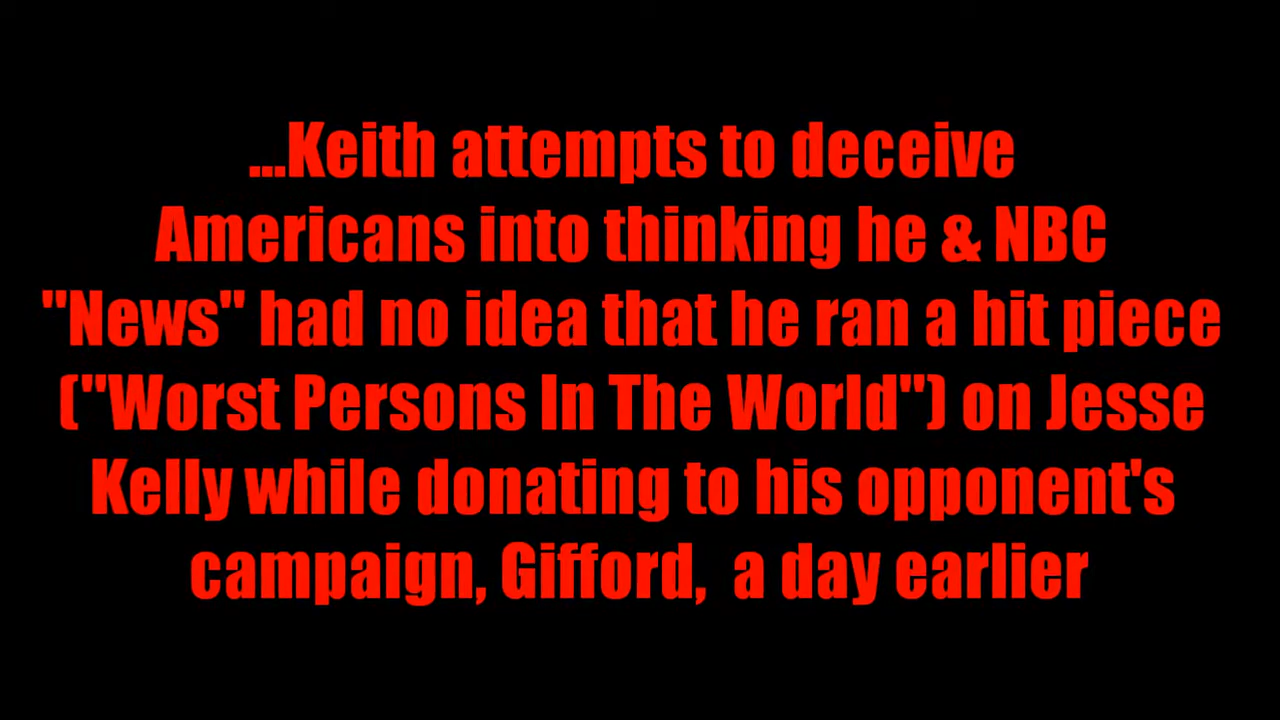 ...Keith attempts to deceive
Americans into thinking he & NBC
"News" had no idea that he ran a hit piece
("Worst Persons In The World") on Jesse
Kelly while donating to his opponent's
campaign, Gifford,  a day earlier